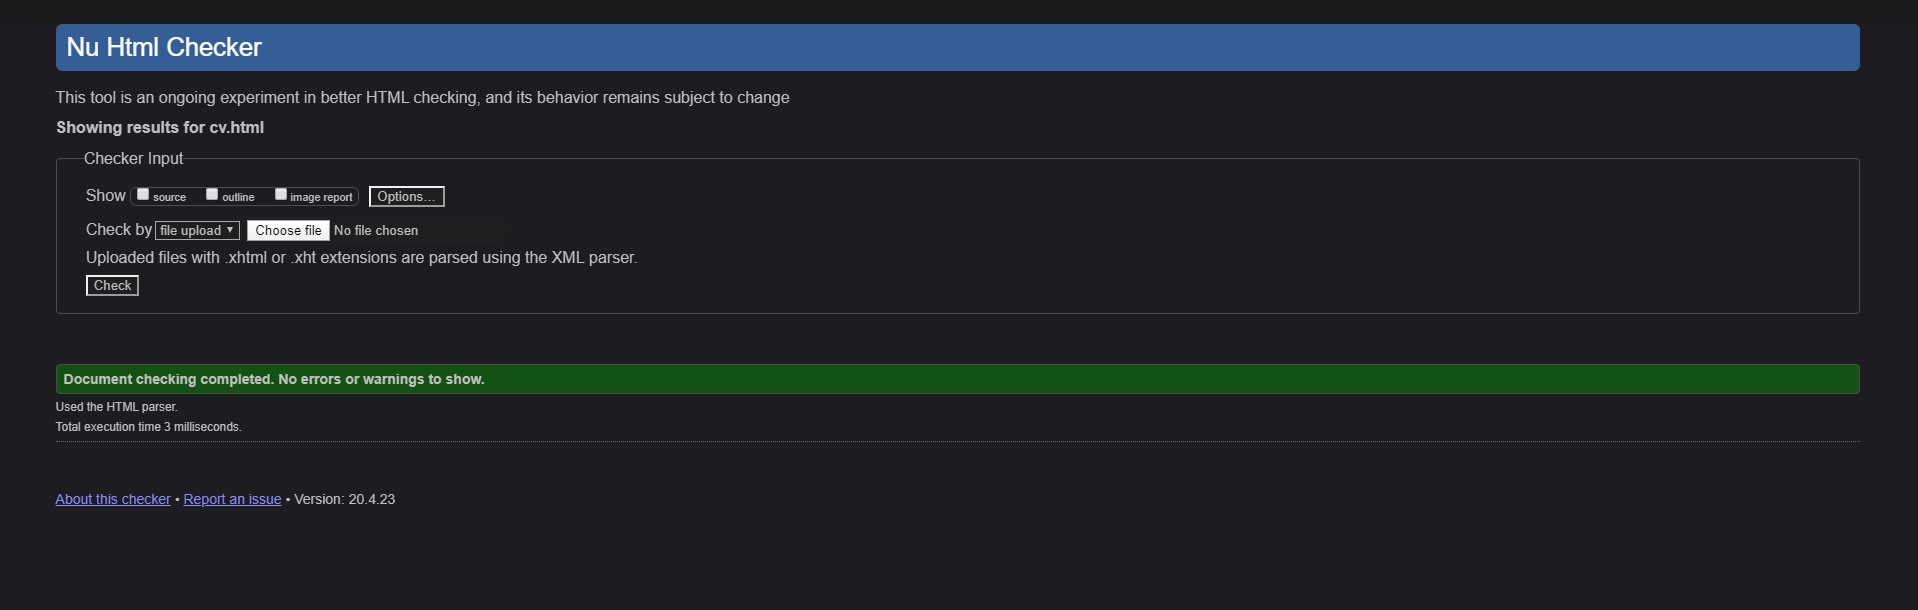 Nu Html Checker
This tool is an ongoing experiment in better HTML checking, and its behavior remains subject to change
Showing results for cv.html
Checker Input
Show source outline image report Options...
Check by file upload ▼ Choose file No file chosen
Uploaded files with .xhtml or .xht extensions are parsed using the XML parser.
Check
Document checking completed. No errors or warnings to show.
Used the HTML parser.
Total execution time 3 milliseconds.
About this checker • Report an issue • Version: 20.4.23